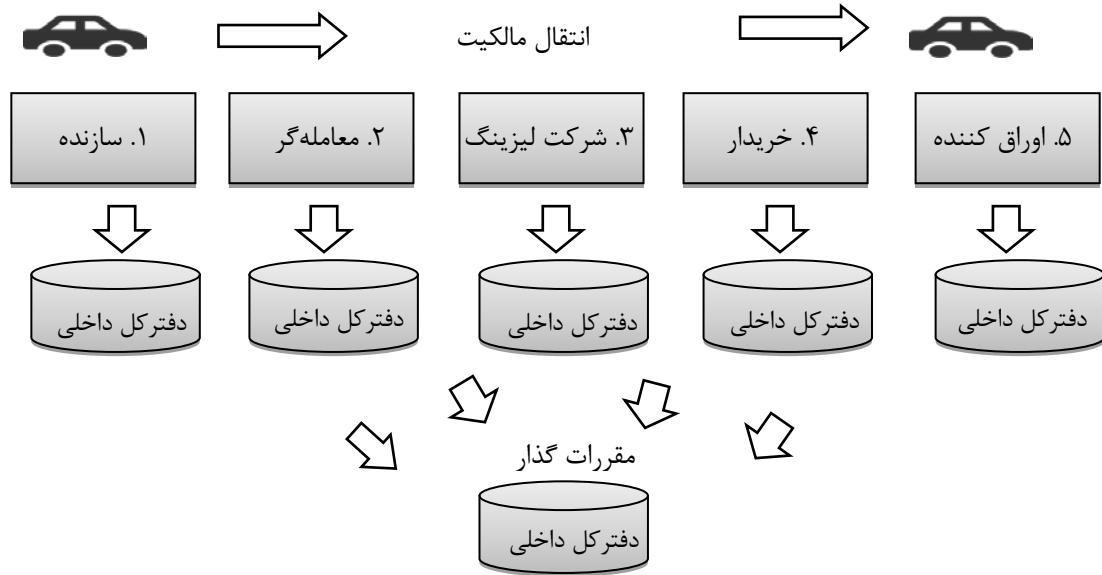 انتقال مالکیت
۱. سازنده
۲. معامله‌گر
۳. شرکت لیزینگ
۴. خریدار
۵. اوراق کننده
دفترکل داخلی
دفترکل داخلی
دفترکل داخلی
دفترکل داخلی
دفترکل داخلی
مقررات گذار
دفترکل داخلی